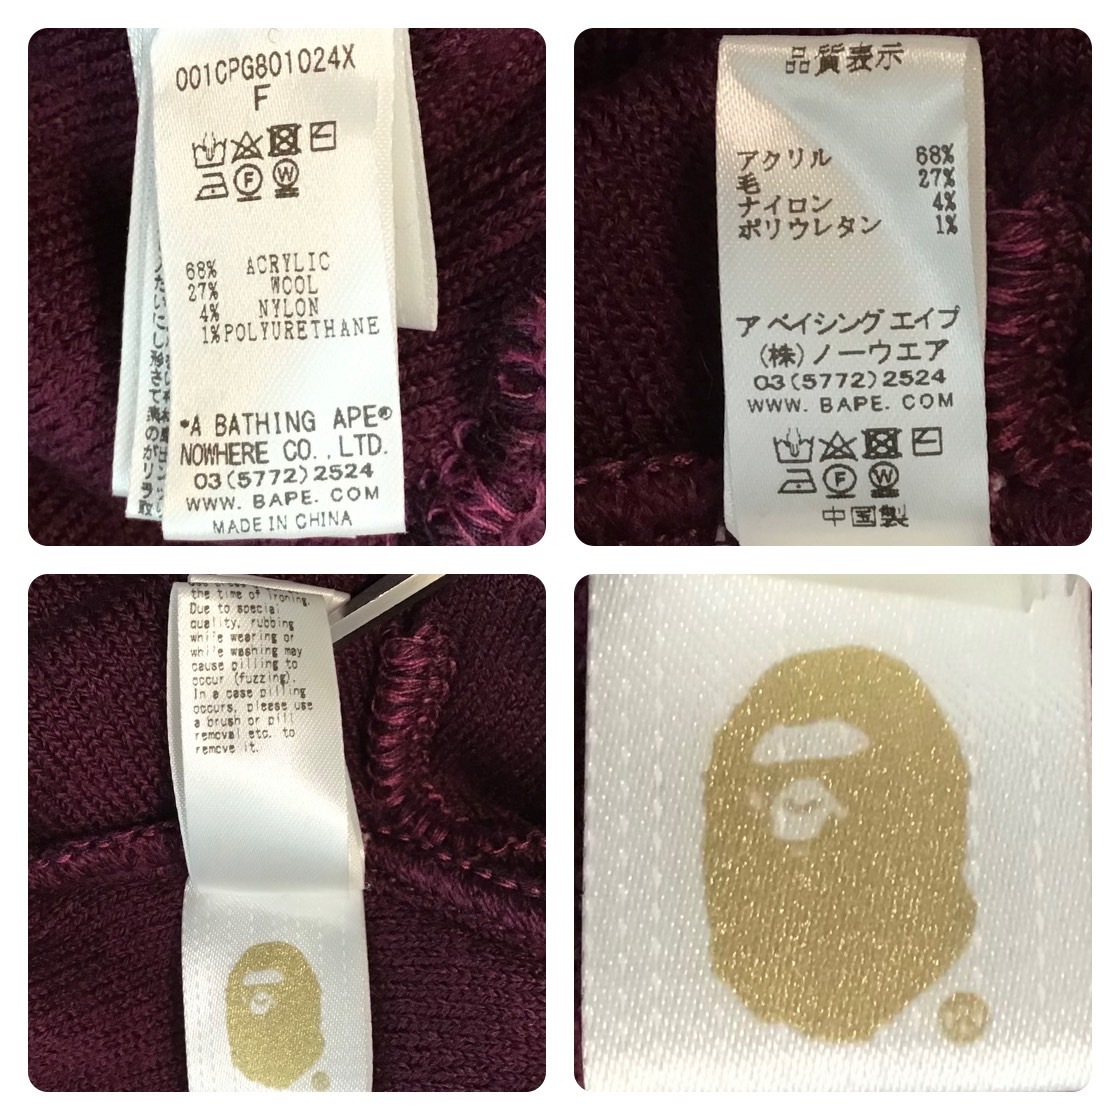 001CPG801024X
F
F W
68% ACRYLIC
27% WOOL
4% NYLON
1%POLYURETHANE
*A BATHING APE®
NOWHERE CO.,LTD.
03(5772)2524
WWW. BAPE. COM
MADE IN CHINA
品質表示
アクリル 68%
毛 27%
ナイロン 4%
ポリウレタン 1%
ア ベイシング エイプ
(株)ノーウエア
03(5772)2524
WWW. BAPE. COM
F W
中国製
the time of ironing.
Due to special
quality, rubbing
while wearing or
while washing may
cause pilling to
occur (fuzzing).
In a case pilling
occurs, please use
a brush or pill
removal etc. to
remove it.
®